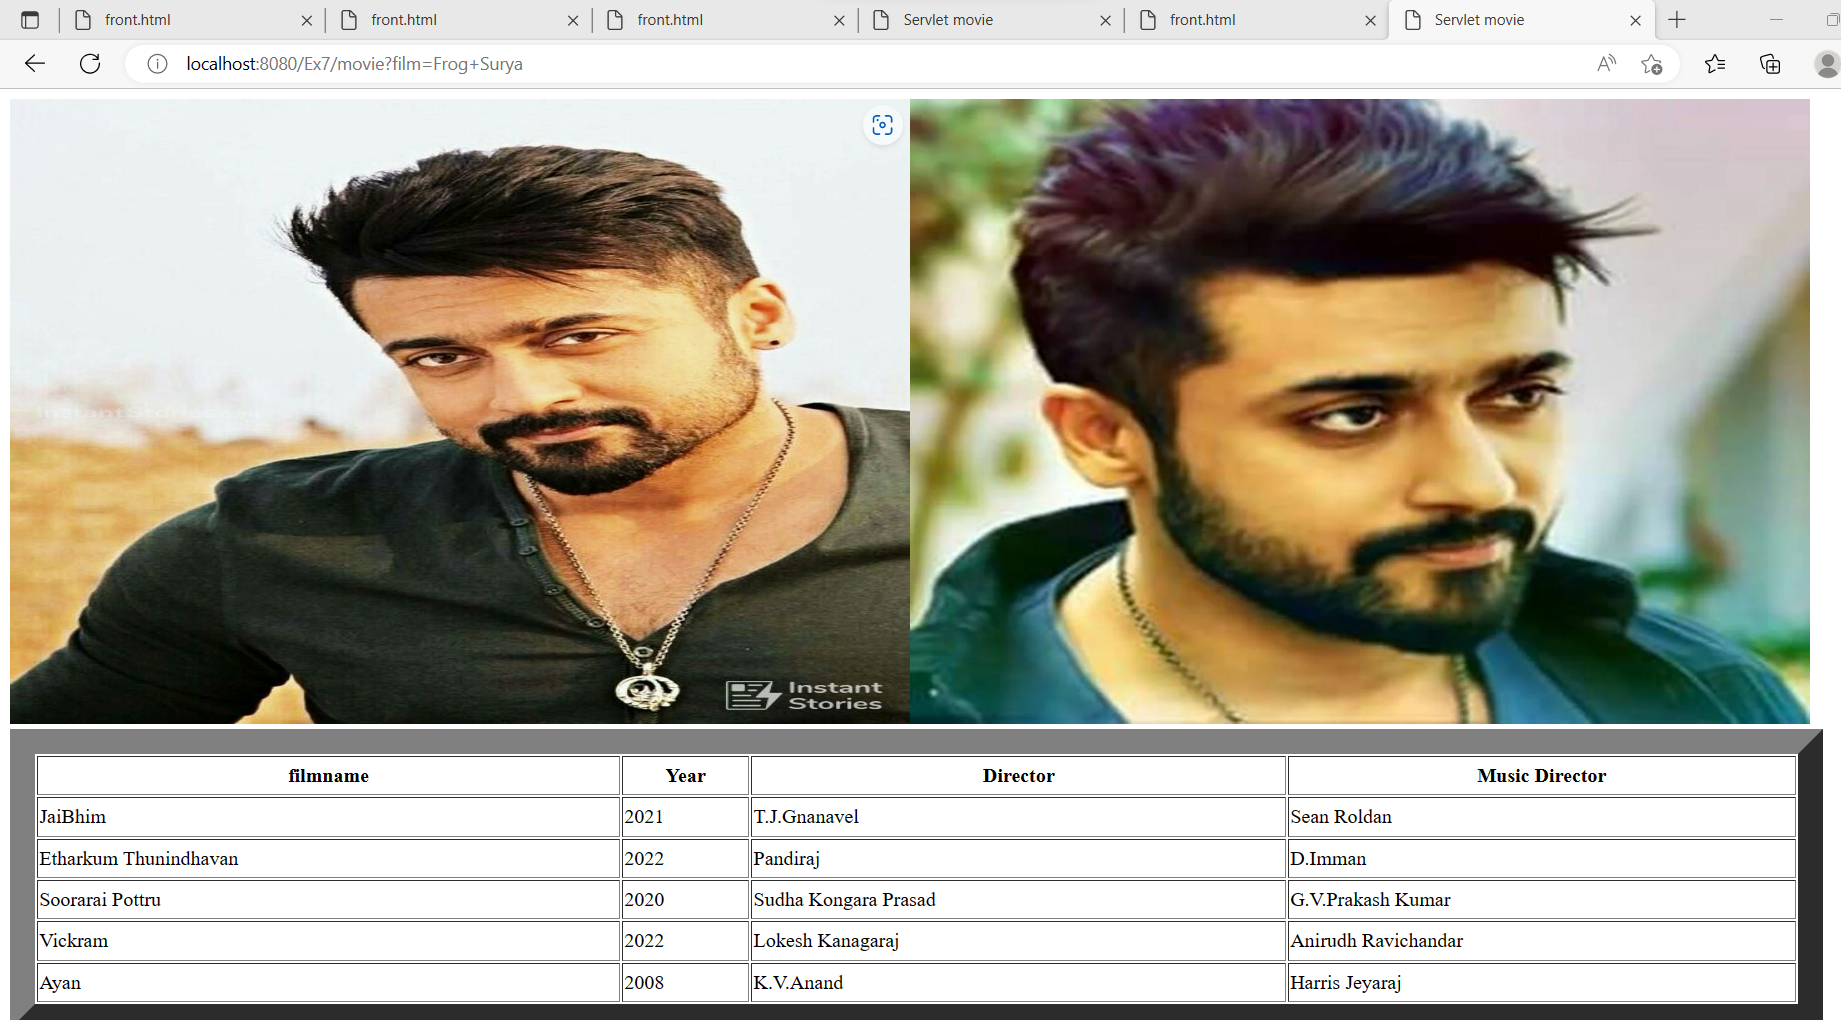 front.html
front.html
front.html
Servlet movie
front.html
Servlet movie
localhost:8080/Ex7/movie?film=Frog+Surya
Instant
Stories
filmname Year Director Music Director
JaiBhim 2021 T.J.Gnanavel Sean Roldan
Etharkum Thunindhavan 2022 Pandiraj D.Imman
Soorarai Pottru 2020 Sudha Kongara Prasad G.V.Prakash Kumar
Vickram 2022 Lokesh Kanagaraj Anirudh Ravichandar
Ayan 2008 K.V.Anand Harris Jeyaraj